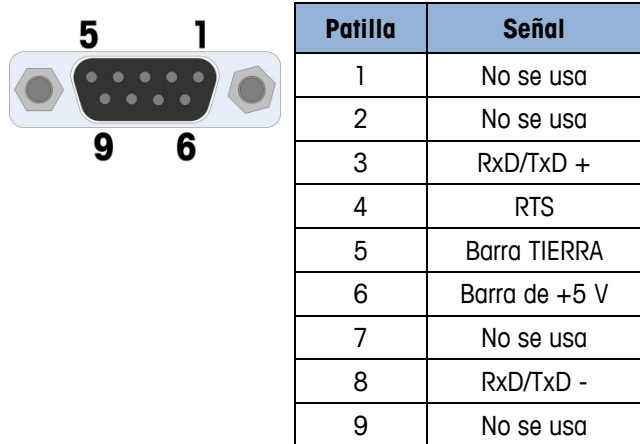 5 1
9 6
Patilla Señal
1 No se usa
2 No se usa
3 RxD/TxD +
4 RTS
5 Barra TIERRA
6 Barra de +5 V
7 No se usa
8 RxD/TxD -
9 No se usa